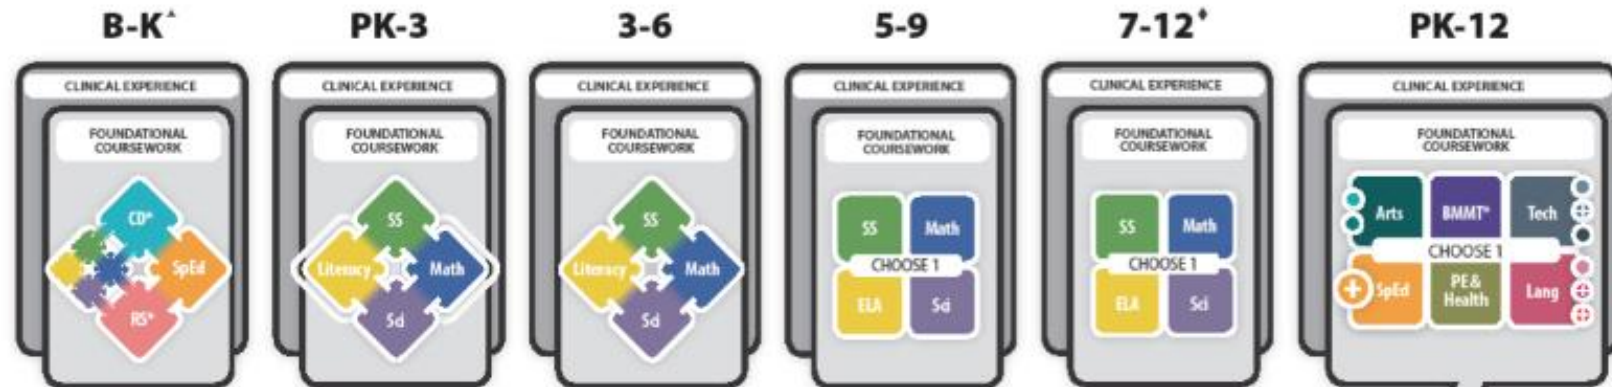 B-K▲
PK-3
3-6
5-9
7-12♦
PK-12
CLINICAL EXPERIENCE
FOUNDATIONAL
COURSEWORK
CD*
SpEd
RS*
CLINICAL EXPERIENCE
FOUNDATIONAL
COURSEWORK
SS
Literacy
Math
Sci
CLINICAL EXPERIENCE
FOUNDATIONAL
COURSEWORK
SS
Literacy
Math
Sci
CLINICAL EXPERIENCE
FOUNDATIONAL
COURSEWORK
SS
Math
CHOOSE 1
ELA
Sci
CLINICAL EXPERIENCE
FOUNDATIONAL
COURSEWORK
SS
Math
CHOOSE 1
ELA
Sci
CLINICAL EXPERIENCE
FOUNDATIONAL
COURSEWORK
Arts
BMMT*
Tech
CHOOSE 1
SpEd
PE &
Health
Lang